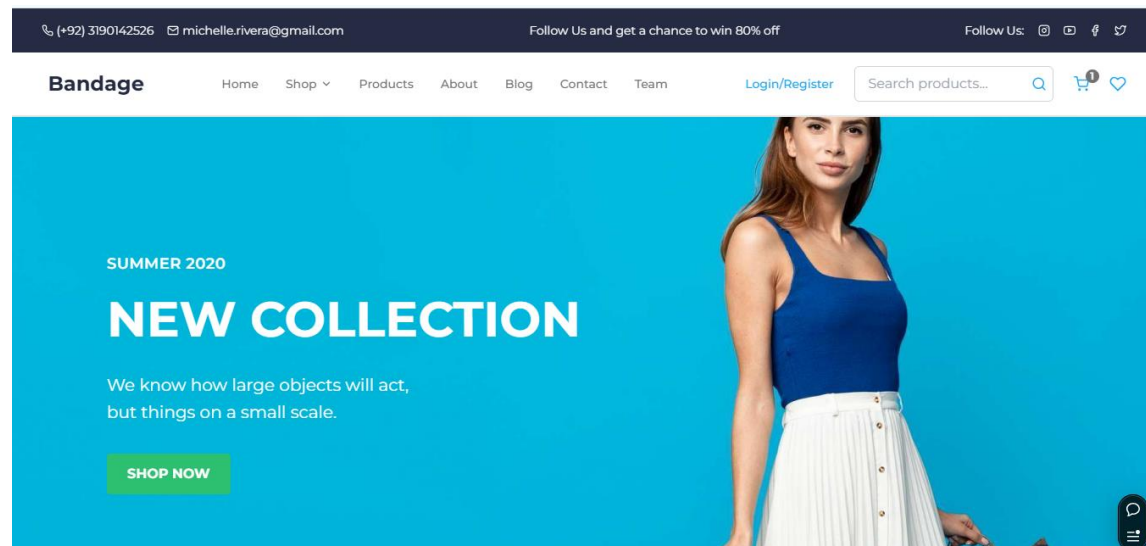 (+92) 3190142526 michelle.rivera@gmail.com Follow Us and get a chance to win 80% off Follow Us:
Bandage Home Shop Products About Blog Contact Team Login/Register Search products... 1
SUMMER 2020
NEW COLLECTION
We know how large objects will act,
but things on a small scale.
SHOP NOW